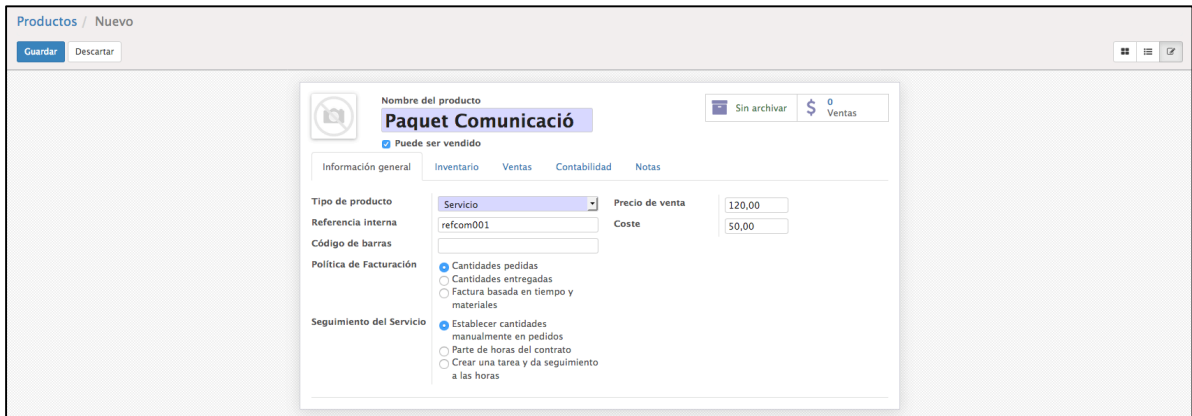 Productos / Nuevo
Guardar Descartar
Nombre del producto
Paquet Comunicació
Puede ser vendido
Sin archivar
0
Ventas
Información general Inventario Ventas Contabilidad Notas
Tipo de producto Servicio Precio de venta 120,00
Referencia interna refcom001 Coste 50,00
Código de barras
Política de Facturación Cantidades pedidas
Cantidades entregadas
Factura basada en tiempo y
materiales
Seguimiento del Servicio Establecer cantidades
manualmente en pedidos
Parte de horas del contrato
Crear una tarea y da seguimiento
a las horas